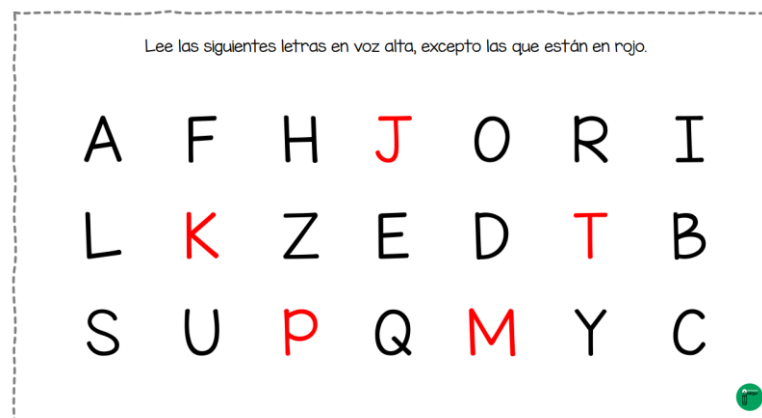 Lee las siguientes letras en voz alta, excepto las que están en rojo.
A F H J O R I
L K Z E D T B
S U P Q M Y C